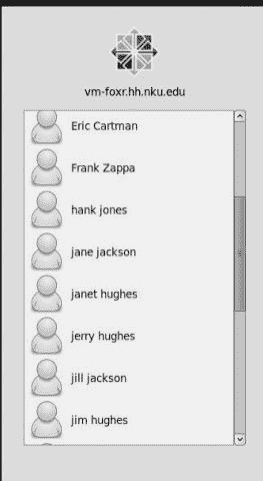 vm-foxr.hh.nku.edu
Eric Cartman
Frank Zappa
hank jones
jane jackson
janet hughes
jerry hughes
jill jackson
jim hughes